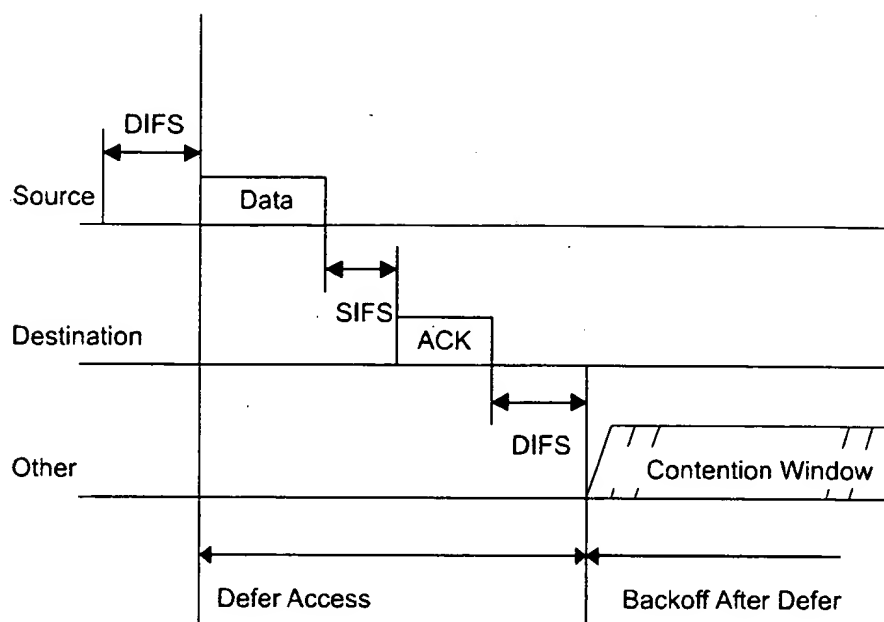 DIFS
Source
Data
SIFS
Destination
ACK
DIFS
Other
Contention Window
Defer Access
Backoff After Defer